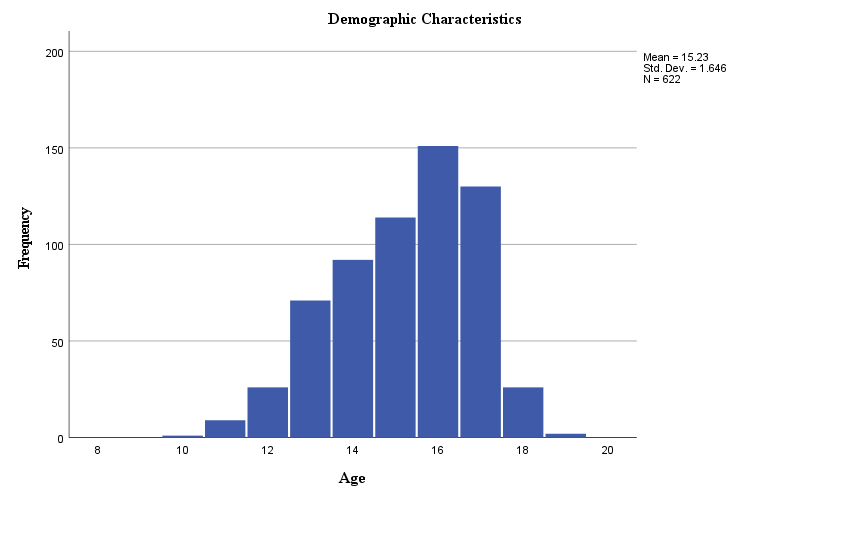 Demographic Characteristics
200
150
100
50
0
Frequency
8
10
12
14
16
18
20
Age
Mean = 15.23
Std. Dev. = 1.646
N = 622